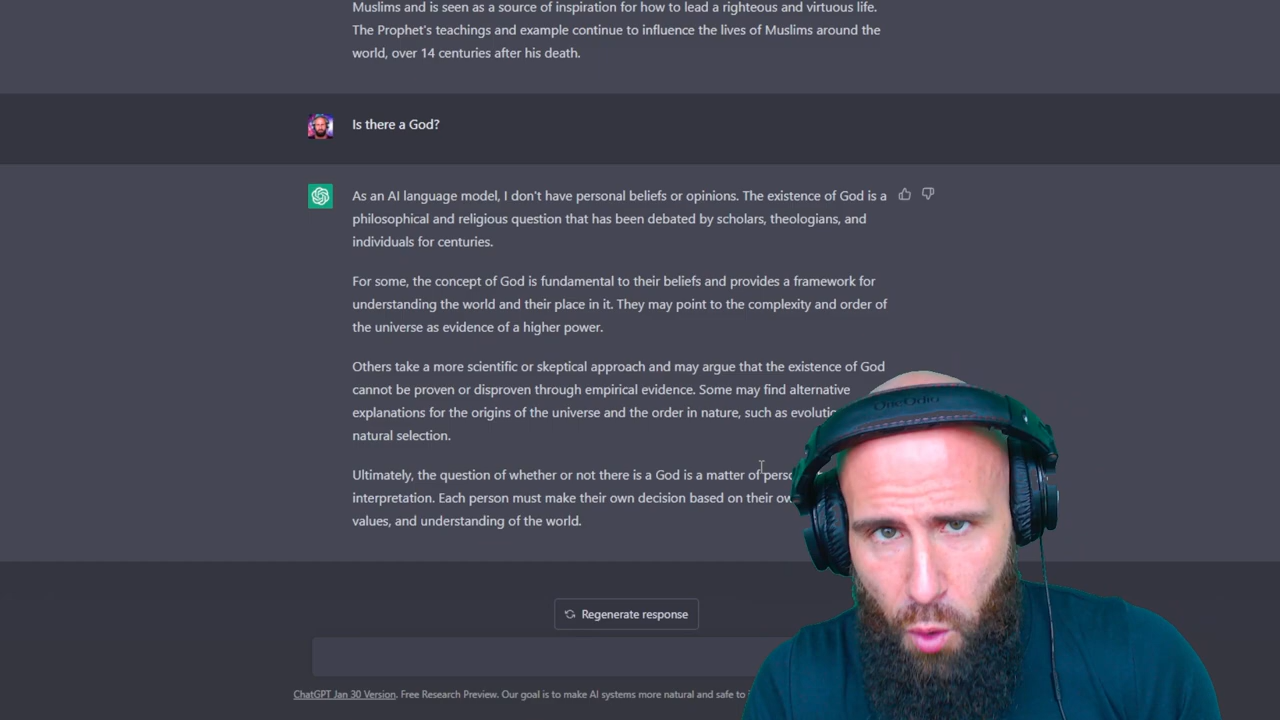 Muslims and is seen as a source of inspiration for how to lead a righteous and virtuous life.
The Prophet's teachings and example continue to influence the lives of Muslims around the
world, over 14 centuries after his death.
Is there a God?
As an AI language model, I don't have personal beliefs or opinions. The existence of God is a
philosophical and religious question that has been debated by scholars, theologians, and
individuals for centuries.
For some, the concept of God is fundamental to their beliefs and provides a framework for
understanding the world and their place in it. They may point to the complexity and order of
the universe as evidence of a higher power.
Others take a more scientific or skeptical approach and may argue that the existence of God
cannot be proven or disproven through empirical evidence. Some may find alternative
explanations for the origins of the universe and the order in nature, such as
natural selection.
Ultimately, the question of whether or not there is a God is a matter of
interpretation. Each person must make their own decision based on their
values, and understanding of the world.
OneOdio
Regenerate response
ChatGPT Jan 30 Version. Free Research Preview. Our goal is to make AI systems more natural and safe to